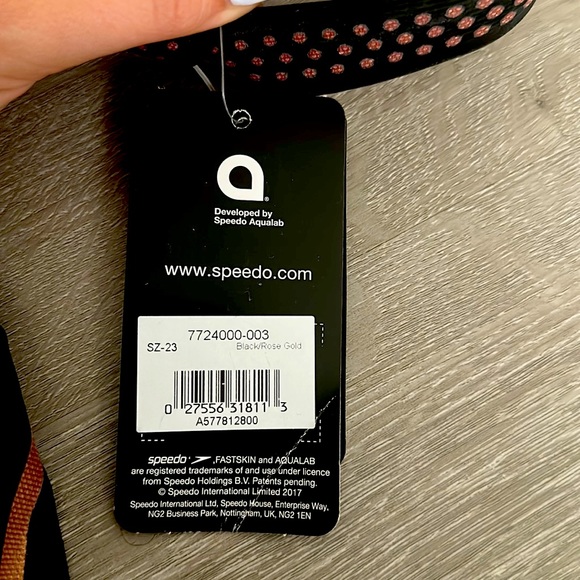 Developed by
Speedo Aqualab
www.speedo.com
7724000-003
SZ-23 Black/Rose Gold
0 27556 31811 3
A577812800
speedo, FASTSKIN and AQUALAB
are registered trademarks of and use under licence
from Speedo Holdings B.V. Patents pending.
© Speedo International Limited 2017
Speedo International Ltd, Speedo House, Enterprise Way,
NG2 Business Park, Nottingham, UK, NG2 1EN